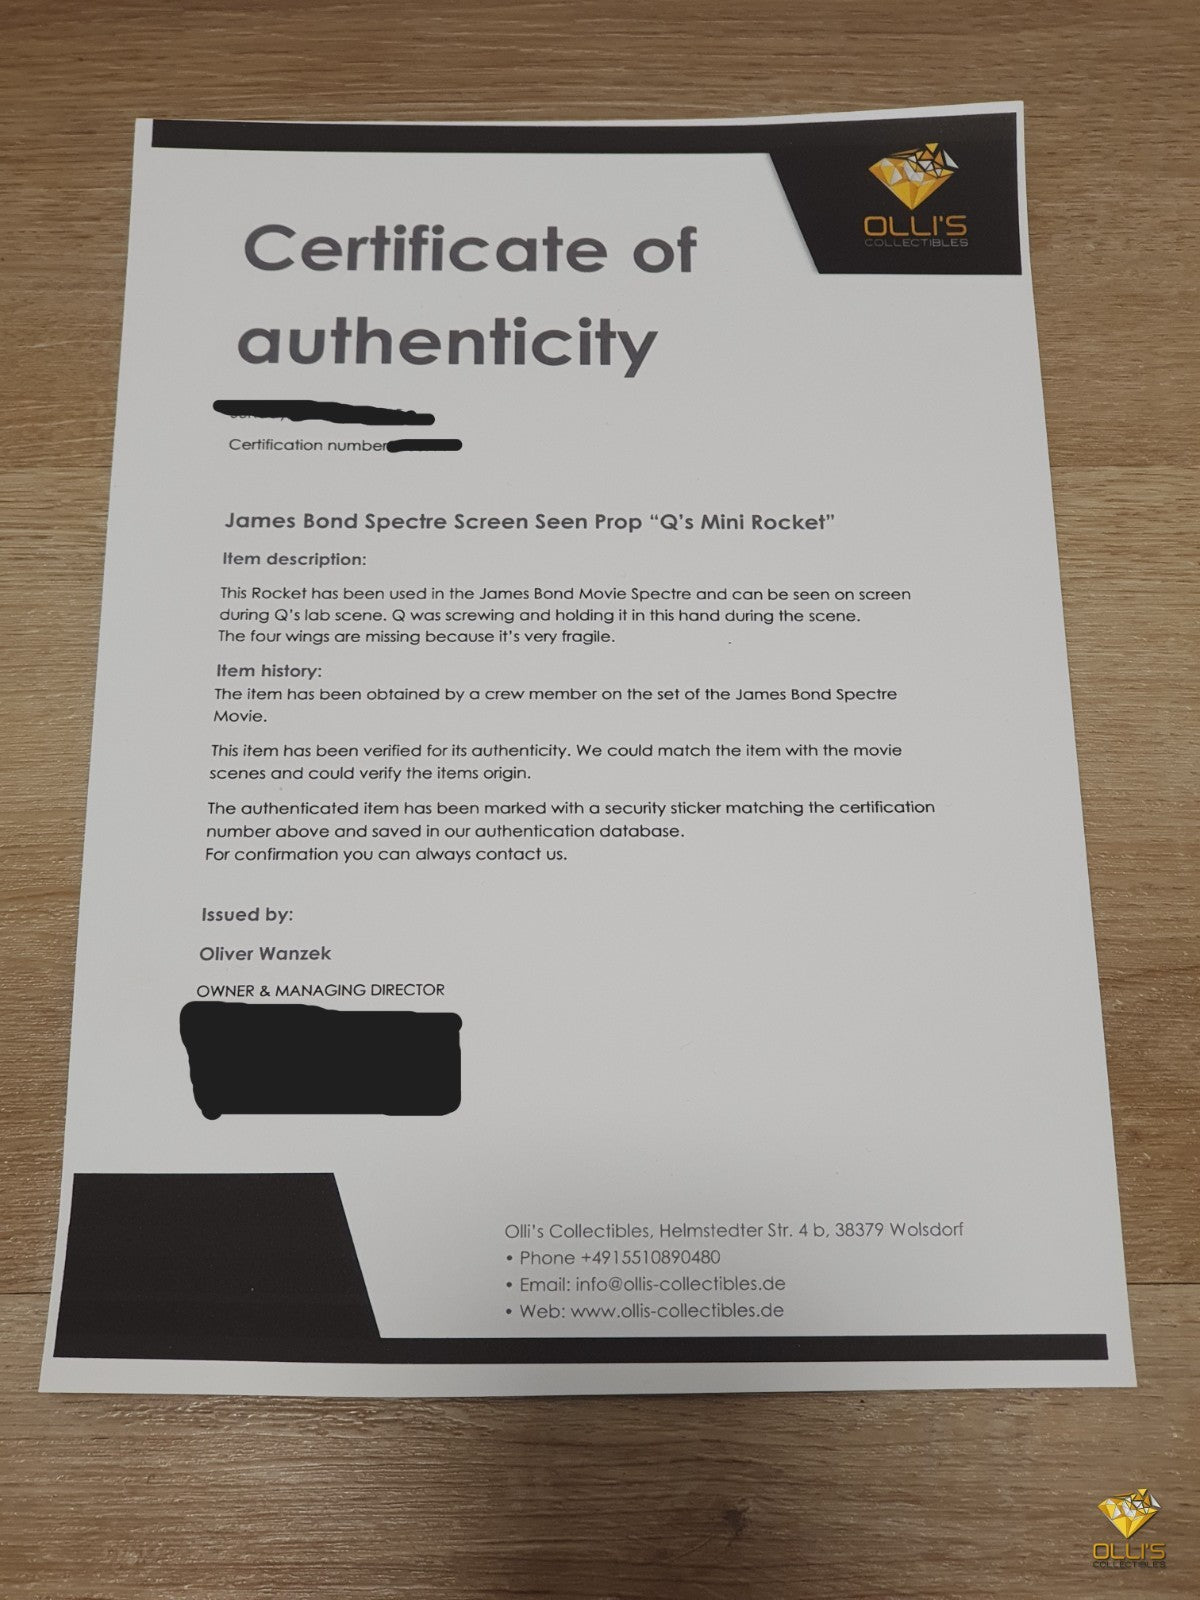 OLLI'S
COLLECTIBLES
Certificate of
authenticity
Certification number
James Bond Spectre Screen Seen Prop “Q’s Mini Rocket”
Item description:
This Rocket has been used in the James Bond Movie Spectre and can be seen on screen
during Q’s lab scene. Q was screwing and holding it in this hand during the scene.
The four wings are missing because it’s very fragile.
Item history:
The item has been obtained by a crew member on the set of the James Bond Spectre
Movie.
This item has been verified for its authenticity. We could match the item with the movie
scenes and could verify the items origin.
The authenticated item has been marked with a security sticker matching the certification
number above and saved in our authentication database.
For confirmation you can always contact us.
Issued by:
Oliver Wanzek
OWNER & MANAGING DIRECTOR
Olli’s Collectibles, Helmstedter Str. 4 b, 38379 Wolsdorf
• Phone +4915510890480
• Email: info@ollis-collectibles.de
• Web: www.ollis-collectibles.de
OLLI'S
COLLECTIBLES